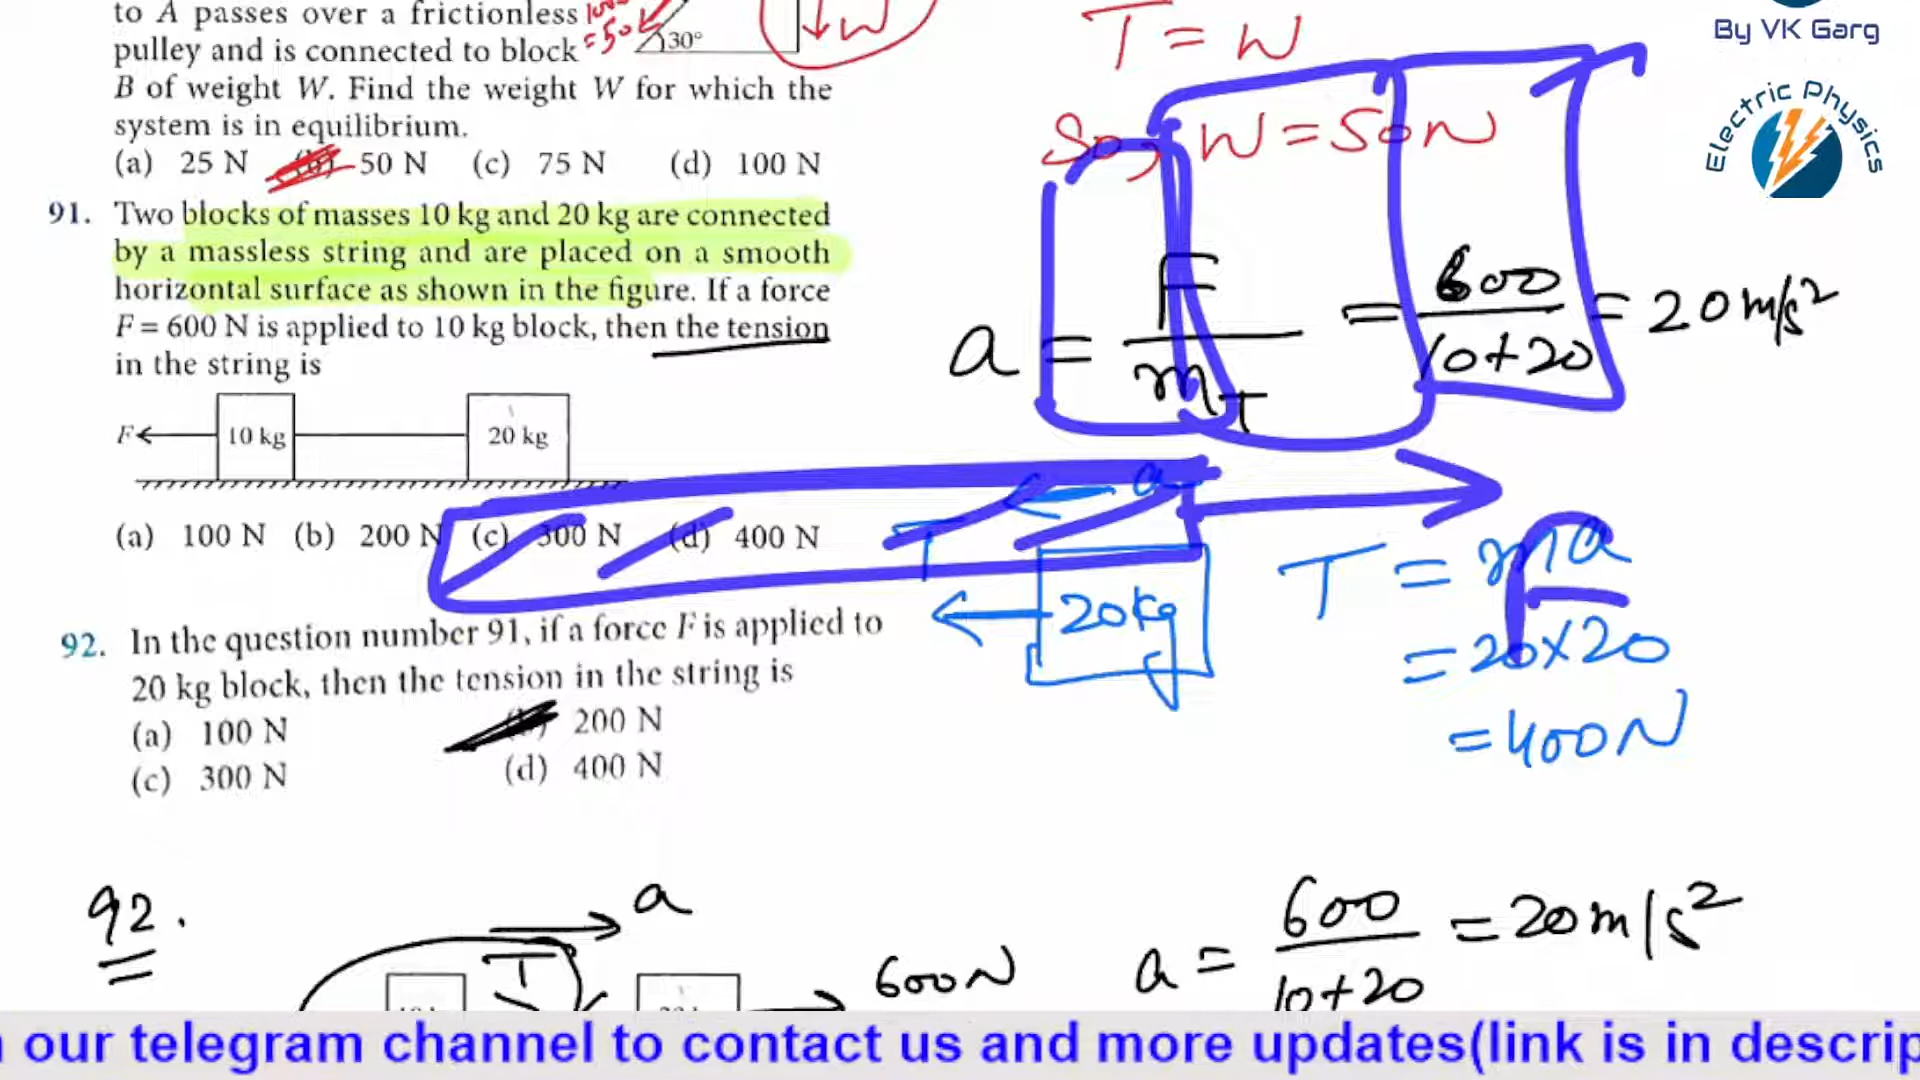 to A passes over a frictionless
pulley and is connected to block
= 50
30°
↓W
B of weight W. Find the weight W for which the
system is in equilibrium.
(a) 25 N (b) 50 N (c) 75 N (d) 100 N
T = W
So, W = 50N
By VK Garg
Electric Physics
91. Two blocks of masses 10 kg and 20 kg are connected
by a massless string and are placed on a smooth
horizontal surface as shown in the figure. If a force
F = 600 N is applied to 10 kg block, then the tension
in the string is
F 10 kg 20 kg
(a) 100 N (b) 200 N (c) 300 N (d) 400 N
a = F/mT = 600/10+20 = 20 m/s²
a
T
20kg
T = ma
= 20×20
= 400N
92. In the question number 91, if a force F is applied to
20 kg block, then the tension in the string is
(a) 100 N 200 N
(c) 300 N (d) 400 N
92.
a
T
600N
a = 600/10+20 = 20m/s²
our telegram channel to contact us and more updates(link is in descrip